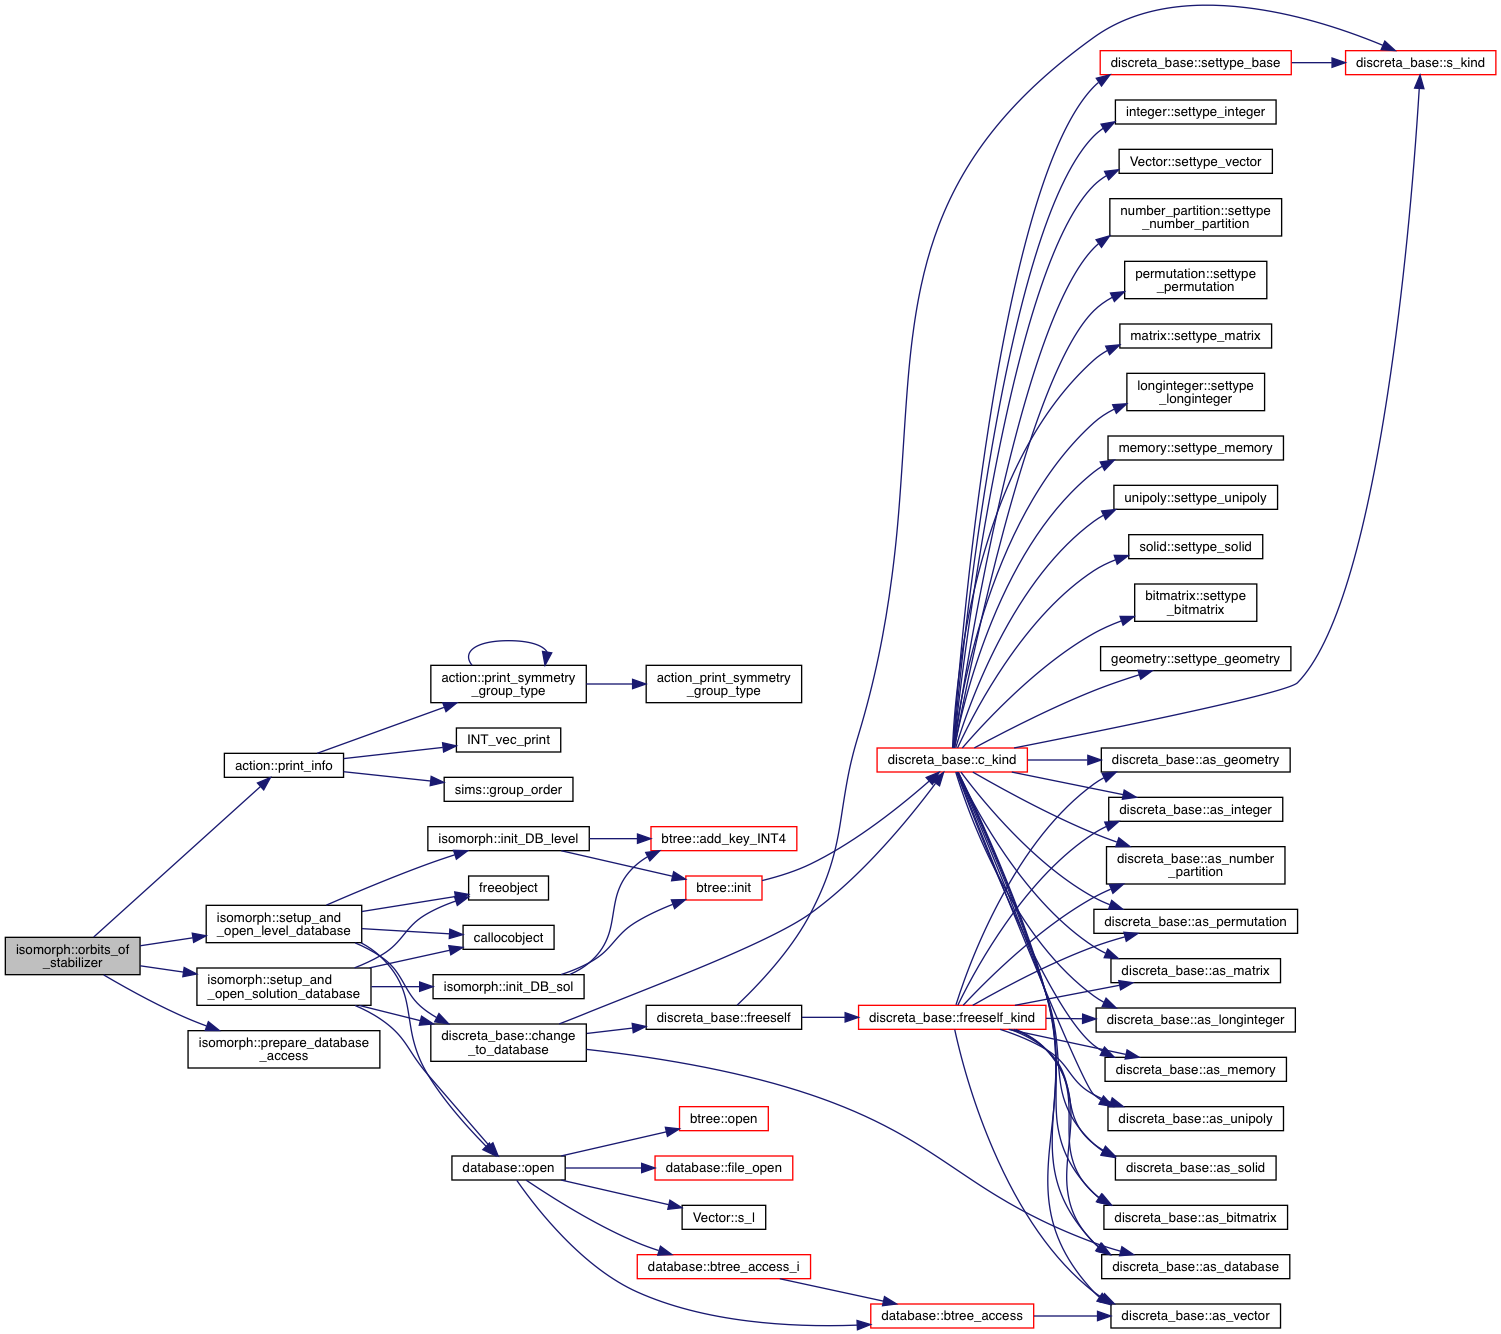 isomorph::orbits_of
_stabilizer
action::print_info
isomorph::setup_and
_open_level_database
isomorph::setup_and
_open_solution_database
isomorph::prepare_database
_access
action::print_symmetry
_group_type
INT_vec_print
sims::group_order
isomorph::init_DB_level
freeobject
callocobject
isomorph::init_DB_sol
discreta_base::change
_to_database
database::open
action_print_symmetry
_group_type
btree::add_key_INT4
btree::init
discreta_base::freeself
btree::open
database::file_open
Vector::s_l
database::btree_access_i
discreta_base::c_kind
discreta_base::freeself_kind
database::btree_access
discreta_base::settype_base
integer::settype_integer
Vector::settype_vector
number_partition::settype
_number_partition
permutation::settype
_permutation
matrix::settype_matrix
longinteger::settype
_longinteger
memory::settype_memory
unipoly::settype_unipoly
solid::settype_solid
bitmatrix::settype
_bitmatrix
geometry::settype_geometry
discreta_base::as_geometry
discreta_base::as_integer
discreta_base::as_number
_partition
discreta_base::as_permutation
discreta_base::as_matrix
discreta_base::as_longinteger
discreta_base::as_memory
discreta_base::as_unipoly
discreta_base::as_solid
discreta_base::as_bitmatrix
discreta_base::as_database
discreta_base::as_vector
discreta_base::s_kind